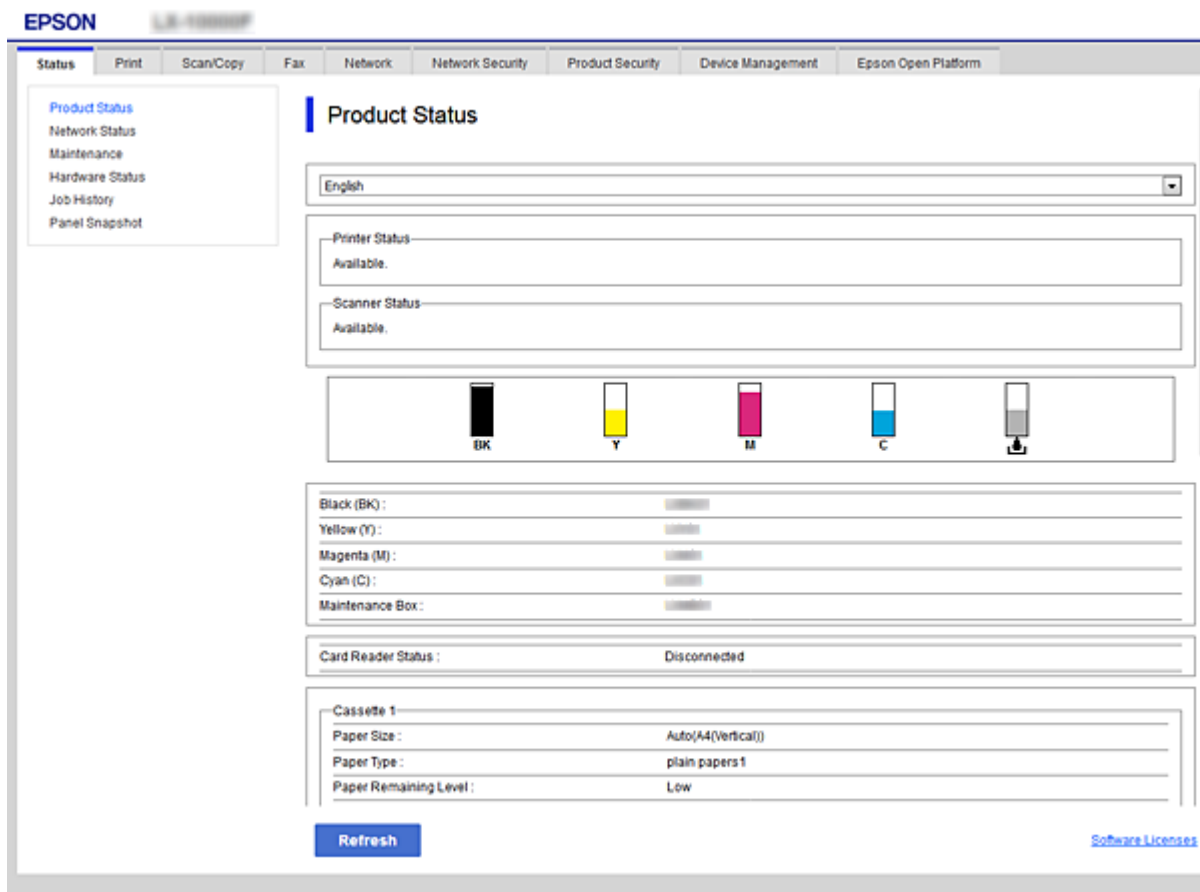 EPSON
Status Print Scan/Copy Fax Network Network Security Product Security Device Management Epson Open Platform
Product Status
Network Status
Maintenance
Hardware Status
Job History
Panel Snapshot
Product Status
English
Printer Status
Available.
Scanner Status
Available.
BK Y M C
Black (BK) :
Yellow (Y) :
Magenta (M) :
Cyan (C) :
Maintenance Box :
Card Reader Status : Disconnected
Cassette 1
Paper Size : Auto(A4(Vertical))
Paper Type : plain papers1
Paper Remaining Level : Low
Refresh
Software Licenses